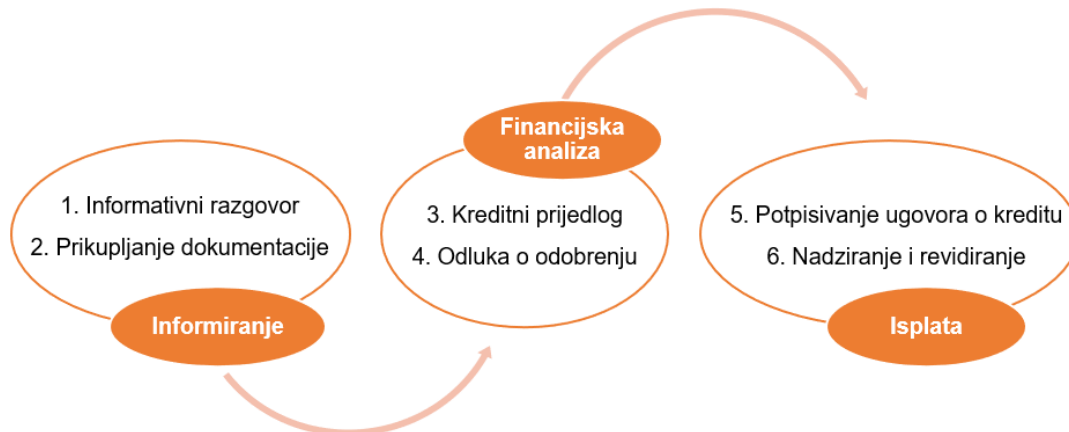 1. Informativni razgovor
2. Prikupljanje dokumentacije
Informiranje
Financijska
analiza
3. Kreditni prijedlog
4. Odluka o odobrenju
5. Potpisivanje ugovora o kreditu
6. Nadziranje i revidiranje
Isplata